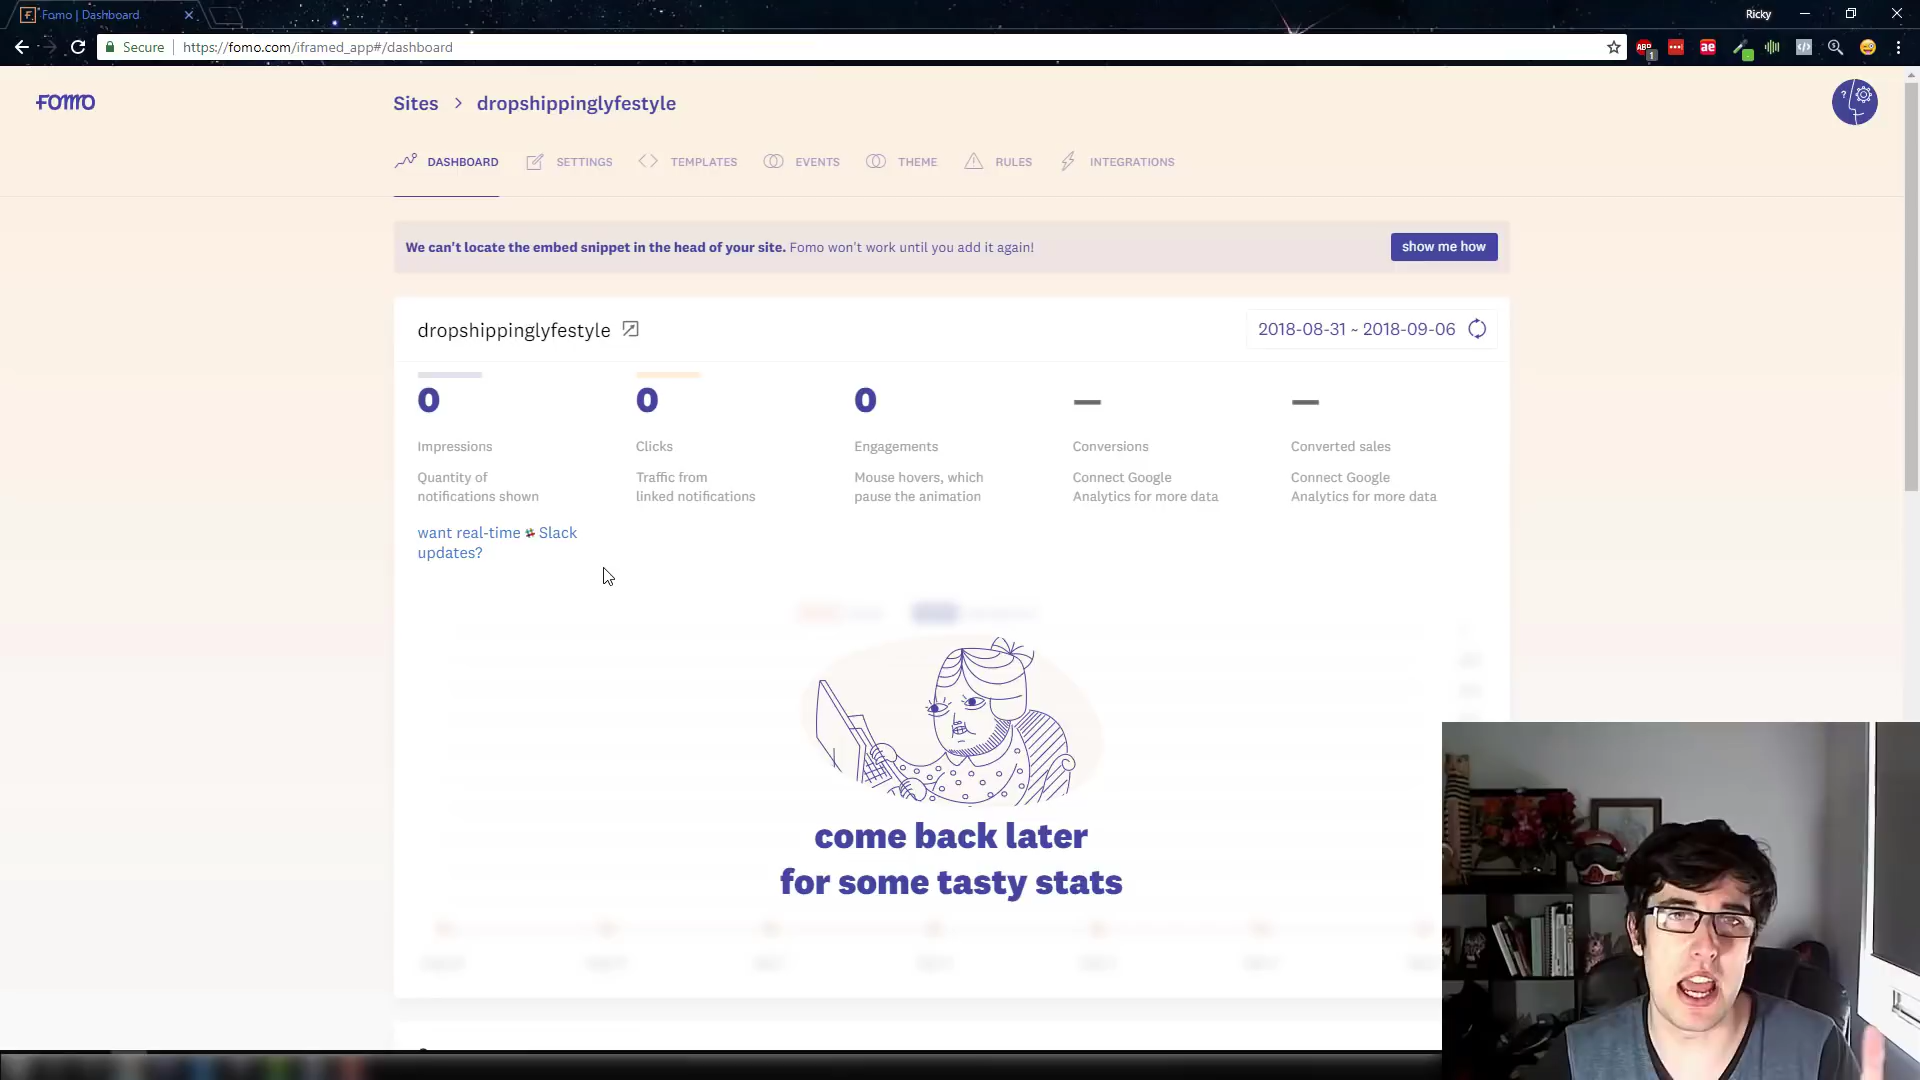 Fomo | Dashboard
Ricky
Secure
https://fomo.com/iframed_app#/dashboard
ABP
1
ae
FOMO
Sites > dropshippinglyfestyle
DASHBOARD
SETTINGS
TEMPLATES
EVENTS
THEME
RULES
INTEGRATIONS
We can't locate the embed snippet in the head of your site. Fomo won't work until you add it again!
show me how
dropshippinglyfestyle
2018-08-31 ~ 2018-09-06
0
0
0
Impressions
Clicks
Engagements
Conversions
Converted sales
Quantity of
notifications shown
Traffic from
linked notifications
Mouse hovers, which
pause the animation
Connect Google
Analytics for more data
Connect Google
Analytics for more data
want real-time Slack
updates?
come back later
for some tasty stats